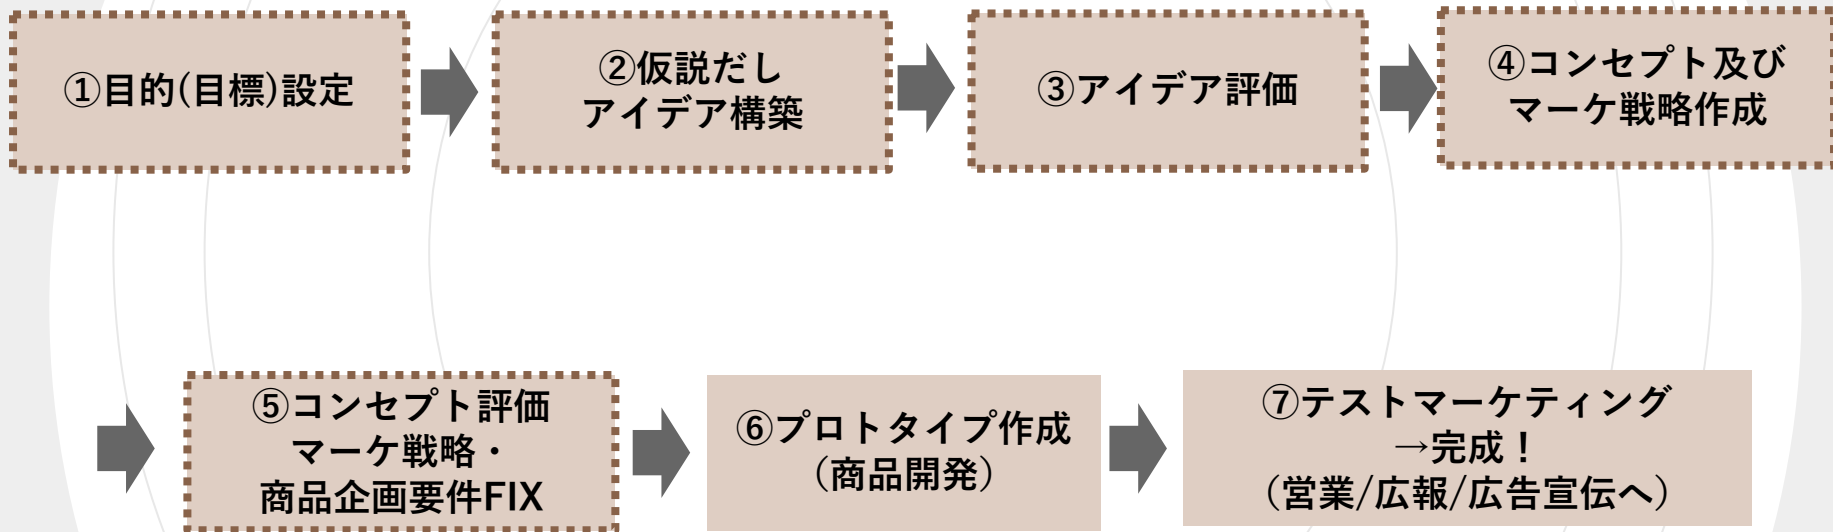 ①目的(目標)設定
②仮説だし
アイデア構築
③アイデア評価
④コンセプト及び
マーケ戦略作成
⑤コンセプト評価
マーケ戦略・
商品企画要件FIX
⑥プロトタイプ作成
(商品開発)
⑦テストマーケティング
→完成！
(営業/広報/広告宣伝へ)